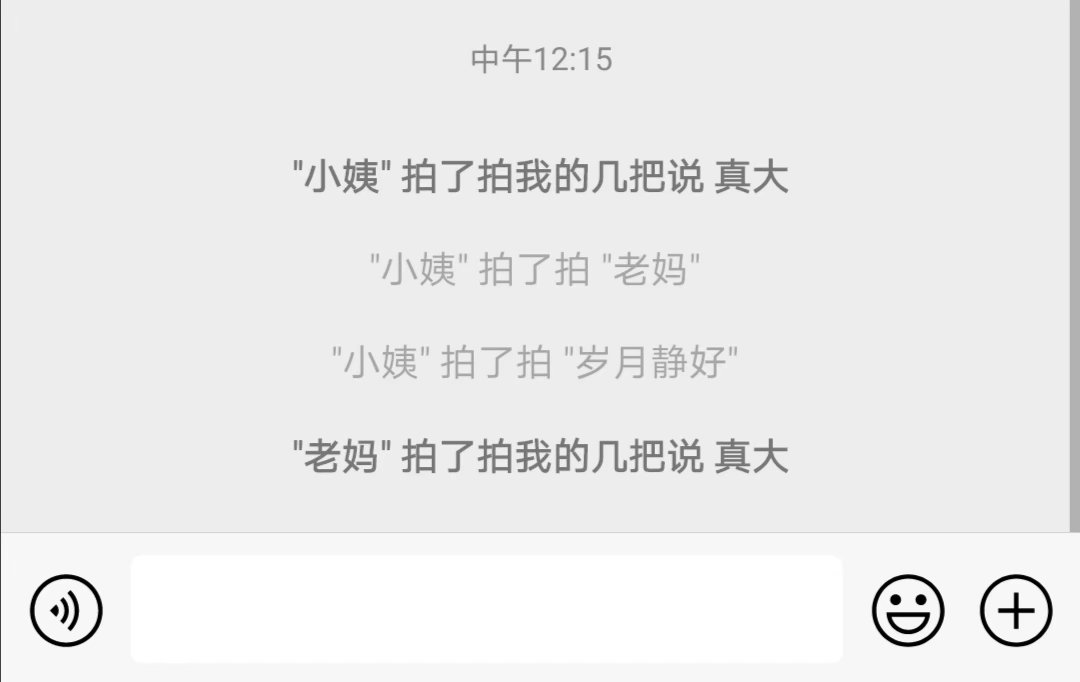 中午12:15
"小姨" 拍了拍我的几把说 真大
"小姨" 拍了拍 "老妈"
"小姨" 拍了拍 "岁月静好"
"老妈" 拍了拍我的几把说 真大